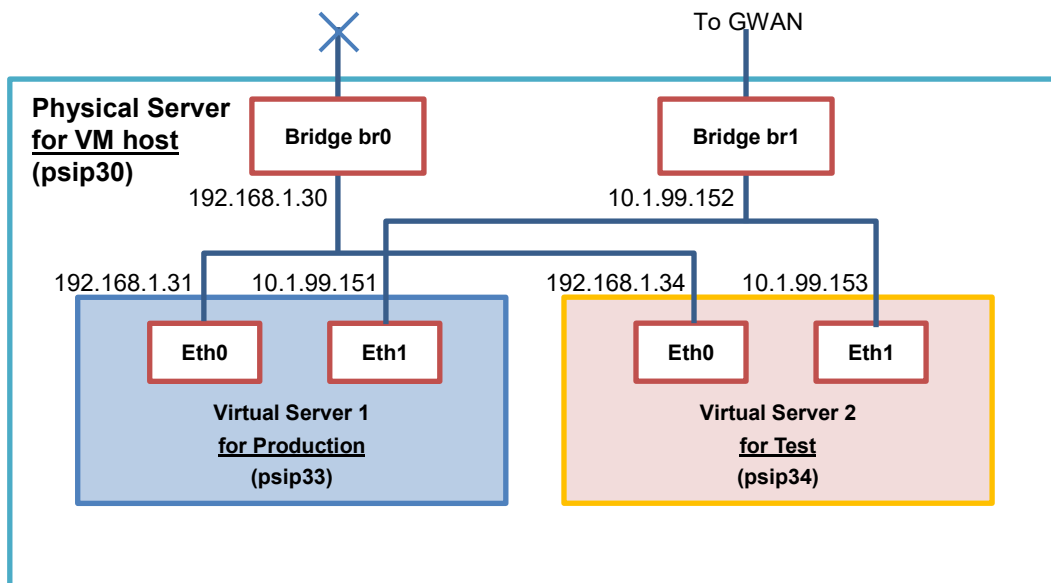 To GWAN
Physical Server
for VM host
(psip30)
Bridge br0
Bridge br1
192.168.1.30
10.1.99.152
192.168.1.31
10.1.99.151
192.168.1.34
10.1.99.153
Eth0
Eth1
Eth0
Eth1
Virtual Server 1
for Production
(psip33)
Virtual Server 2
for Test
(psip34)